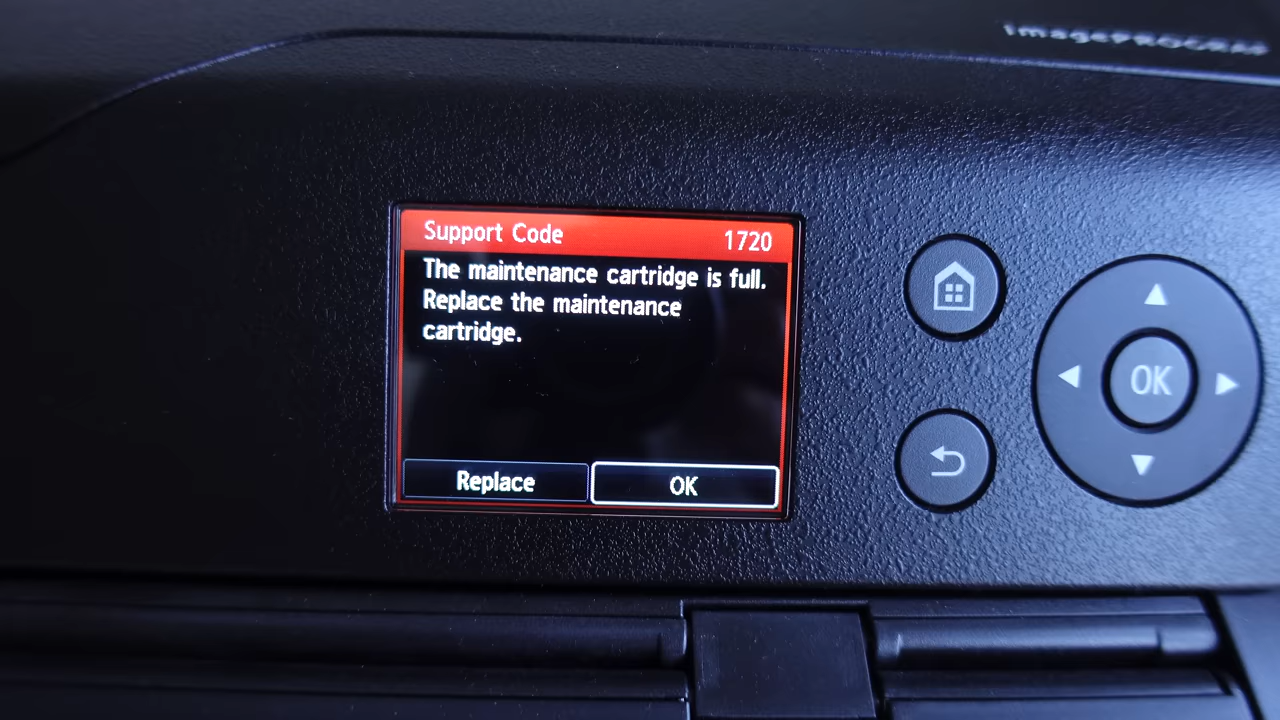 imagePROGRAF
Support Code 1720
The maintenance cartridge is full.
Replace the maintenance
cartridge.
Replace OK
OK